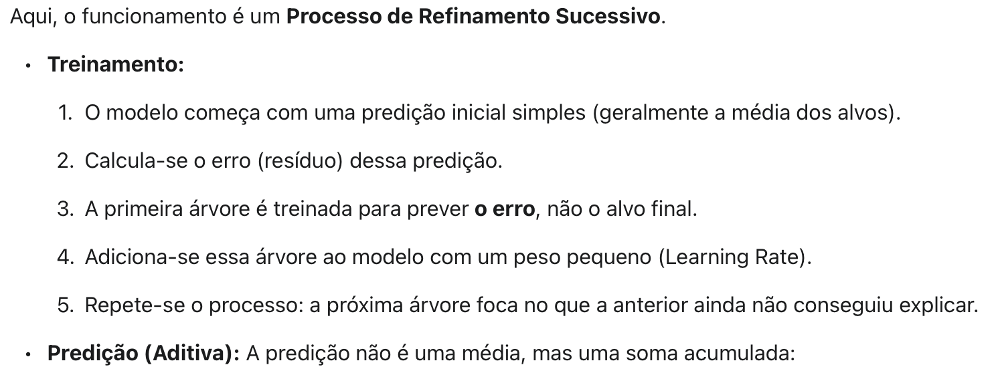 Aqui, o funcionamento é um Processo de Refinamento Sucessivo.
• Treinamento:
1. O modelo começa com uma predição inicial simples (geralmente a média dos alvos).
2. Calcula-se o erro (resíduo) dessa predição.
3. A primeira árvore é treinada para prever o erro, não o alvo final.
4. Adiciona-se essa árvore ao modelo com um peso pequeno (Learning Rate).
5. Repete-se o processo: a próxima árvore foca no que a anterior ainda não conseguiu explicar.
• Predição (Aditiva): A predição não é uma média, mas uma soma acumulada: